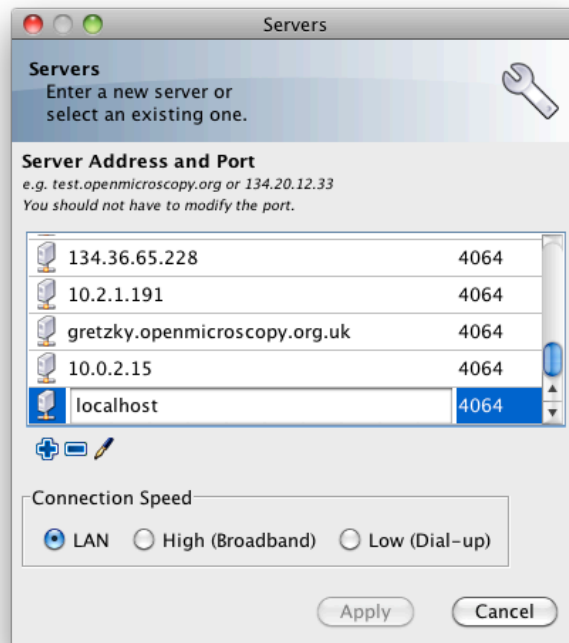 Servers
Servers
Enter a new server or
select an existing one.
Server Address and Port
e.g. test.openmicroscopy.org or 134.20.12.33
You should not have to modify the port.
134.36.65.228 4064
10.2.1.191 4064
gretzky.openmicroscopy.org.uk 4064
10.0.2.15 4064
localhost 4064
Connection Speed
LAN High (Broadband) Low (Dial-up)
Apply Cancel